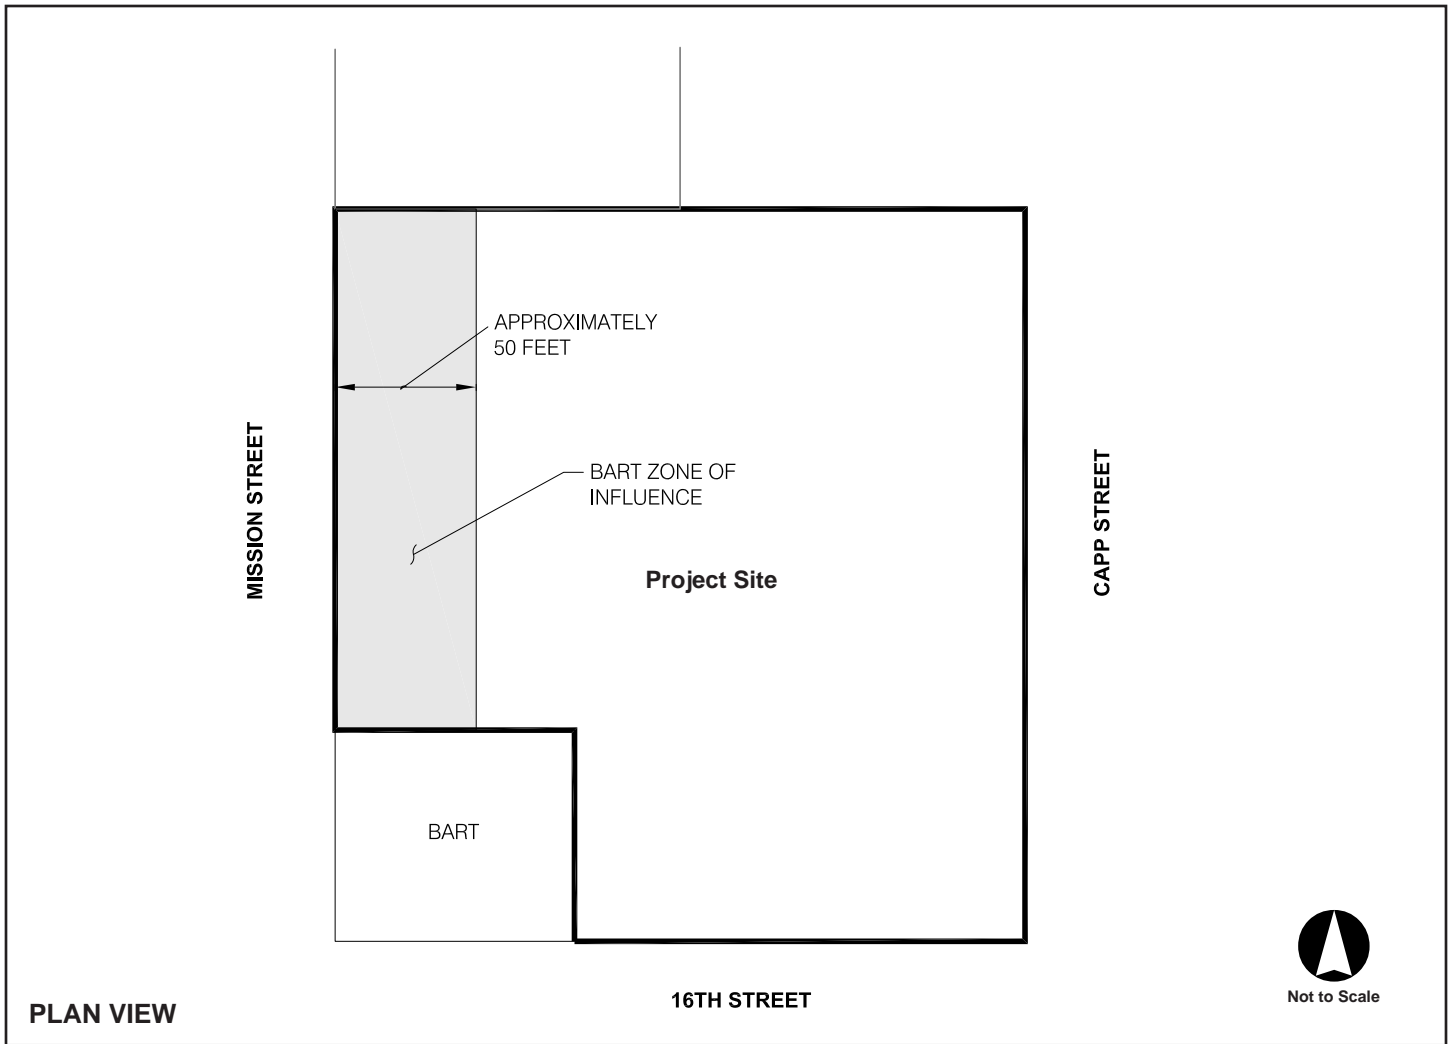 APPROXIMATELY
50 FEET
MISSION STREET
BART ZONE OF
INFLUENCE
CAPP STREET
Project Site
BART
16TH STREET
Not to Scale
PLAN VIEW